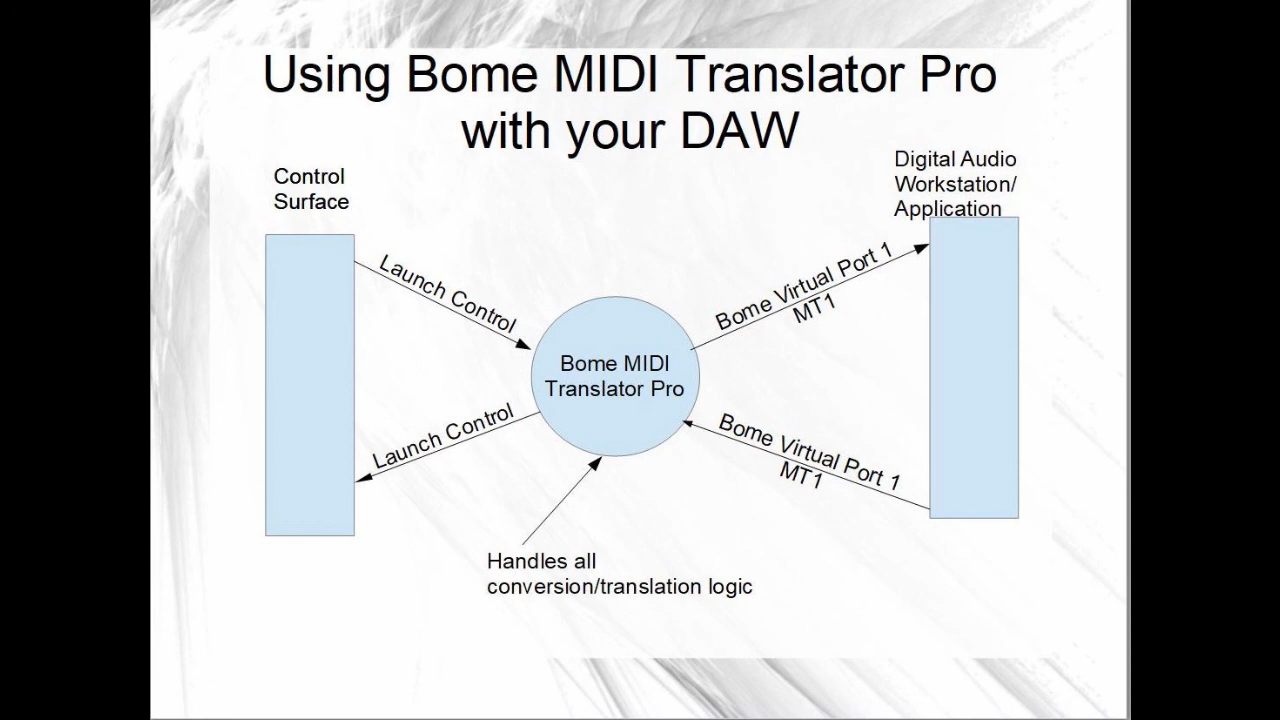 Using Bome MIDI Translator Pro
with your DAW
Control
Surface
Digital Audio
Workstation/
Application
Launch Control
Bome Virtual Port 1
MT1
Bome MIDI
Translator Pro
Launch Control
Bome Virtual Port 1
MT1
Handles all
conversion/translation logic